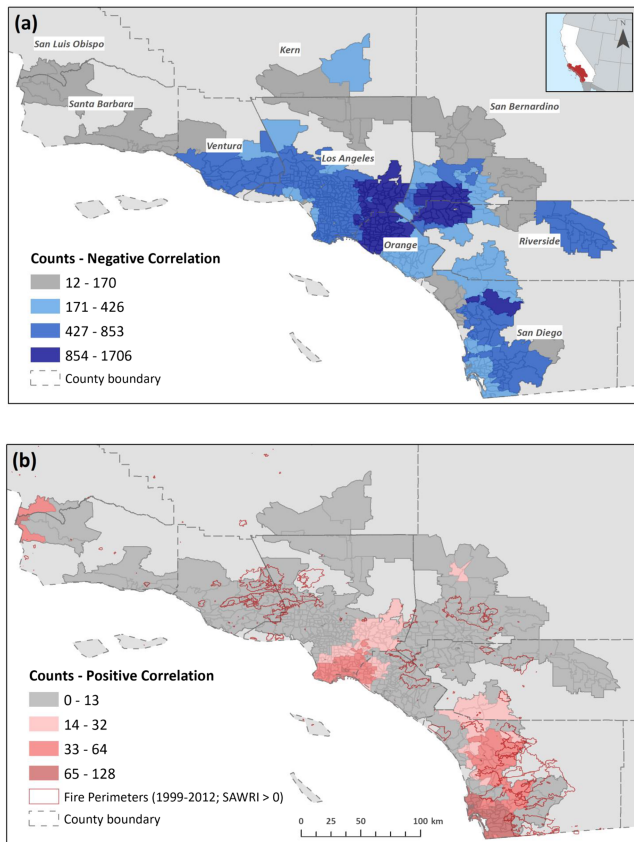 (a)
San Luis Obispo
Kern
N
Santa Barbara
San Bernardino
Ventura
Los Angeles
Orange
Riverside
San Diego
Counts - Negative Correlation
12 - 170
171 - 426
427 - 853
854 - 1706
County boundary
(b)
Counts - Positive Correlation
0 - 13
14 - 32
33 - 64
65 - 128
Fire Perimeters (1999-2012; SAWRI > 0)
County boundary
0 25 50 100 km